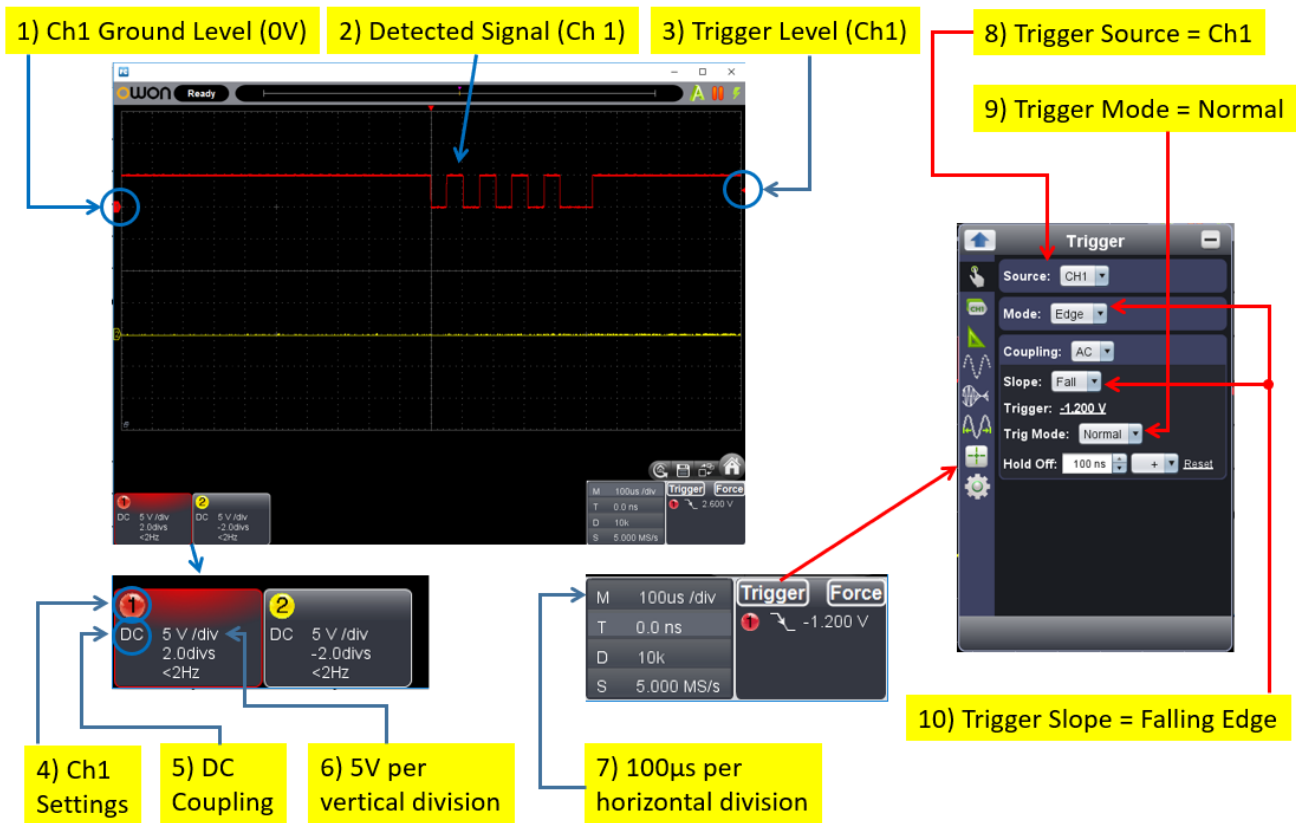 1) Ch1 Ground Level (0V)
2) Detected Signal (Ch 1)
3) Trigger Level (Ch1)
8) Trigger Source = Ch1
9) Trigger Mode = Normal
owon Ready
Trigger
Source: CH1
CH1
Mode: Edge
Coupling: AC
Slope: Fall
Trigger: -1.200 V
Trig Mode: Normal
Hold Off: 100 ns + Reset
2
1
DC 5 V /div
2.0divs
<2Hz
2
DC 5 V /div
-2.0divs
<2Hz
M 100us /div
T 0.0 ns
D 10k
S 5.000 MS/s
Trigger Force
1 2.600 V
1
DC 5 V /div
2.0divs
<2Hz
2
DC 5 V /div
-2.0divs
<2Hz
M 100us /div
T 0.0 ns
D 10k
S 5.000 MS/s
Trigger Force
1 -1.200 V
10) Trigger Slope = Falling Edge
4) Ch1
Settings
5) DC
Coupling
6) 5V per
vertical division
7) 100µs per
horizontal division